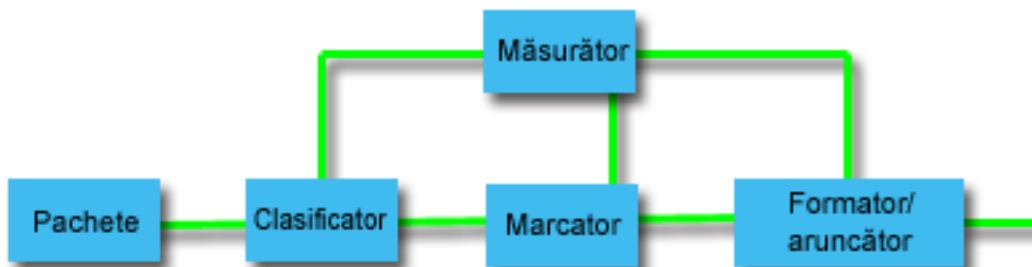 Măsurător
Pachete
Clasificator
Marcator
Formator/
aruncător